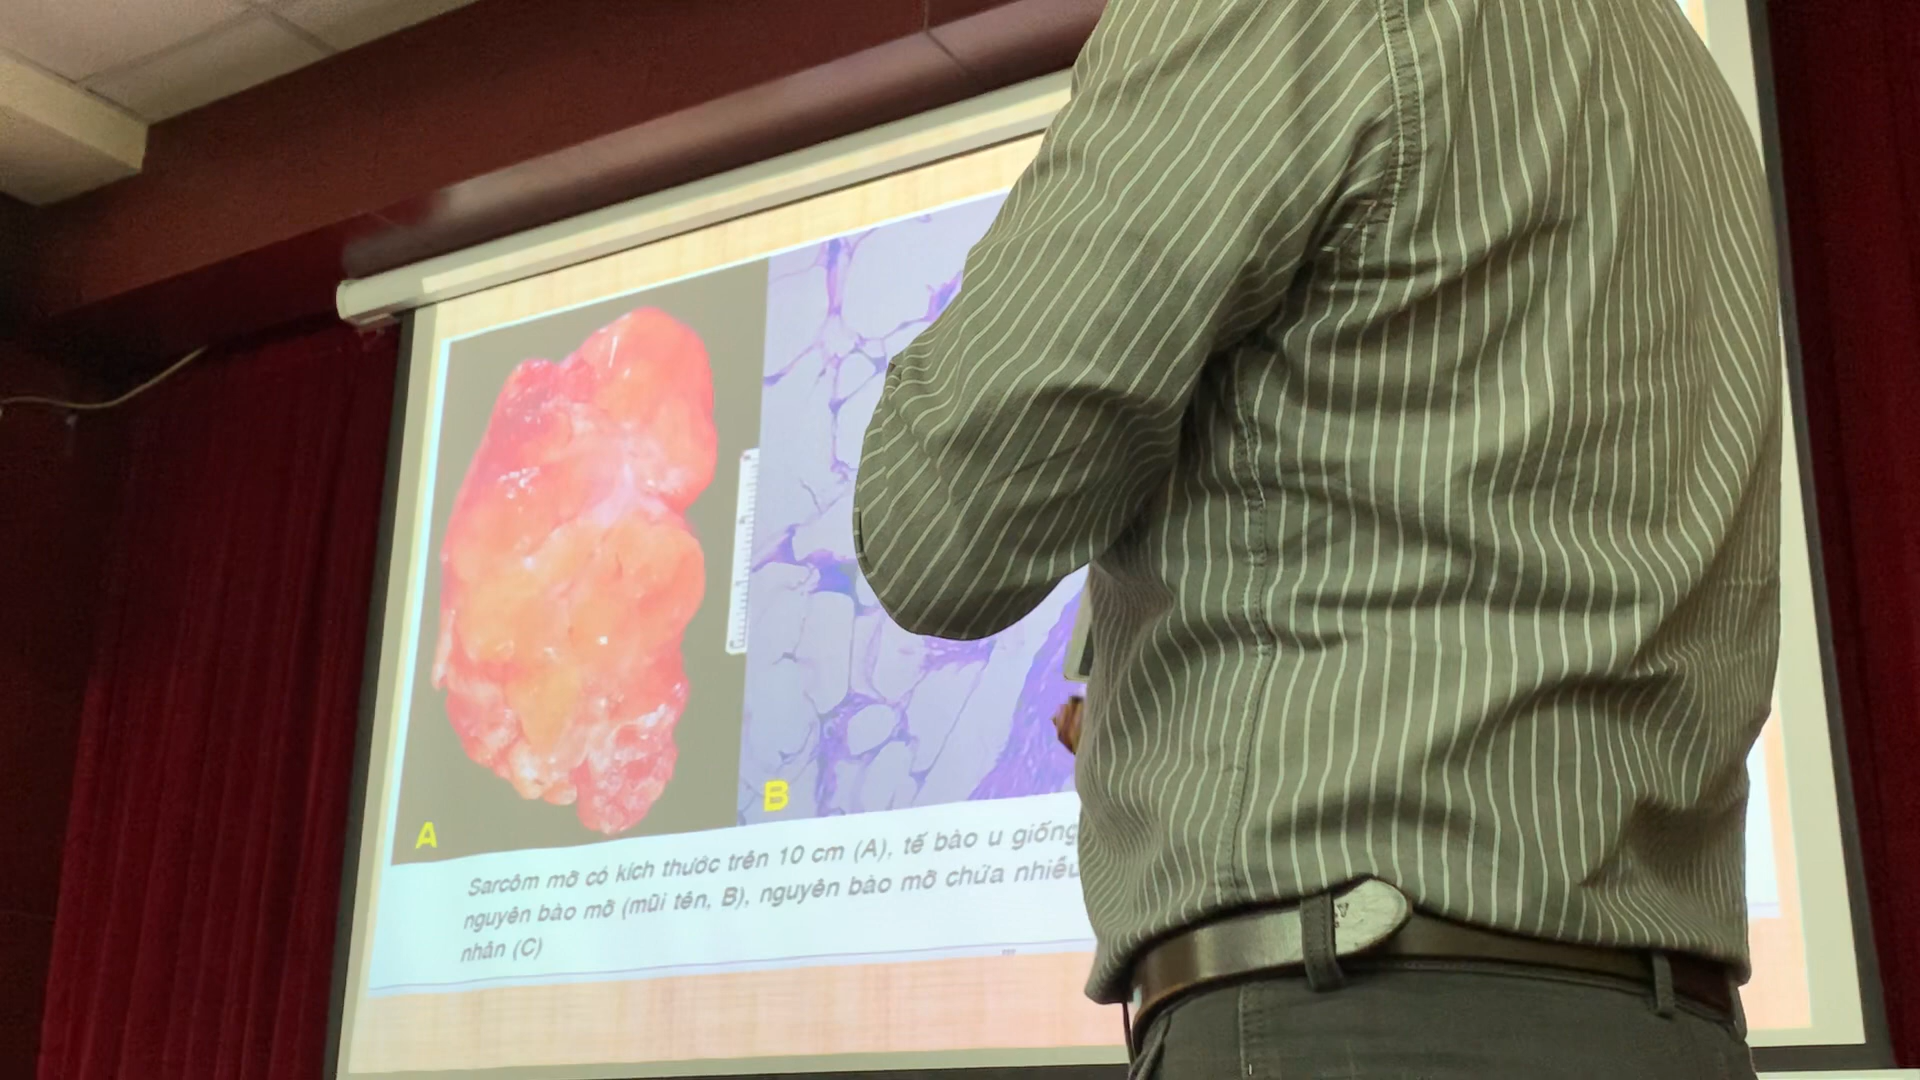 A
B
Sarcôm mỡ có kích thước trên 10 cm (A), tế bào u giống
nguyên bào mỡ (mũi tên, B), nguyên bào mỡ chứa nhiều
nhân (C)